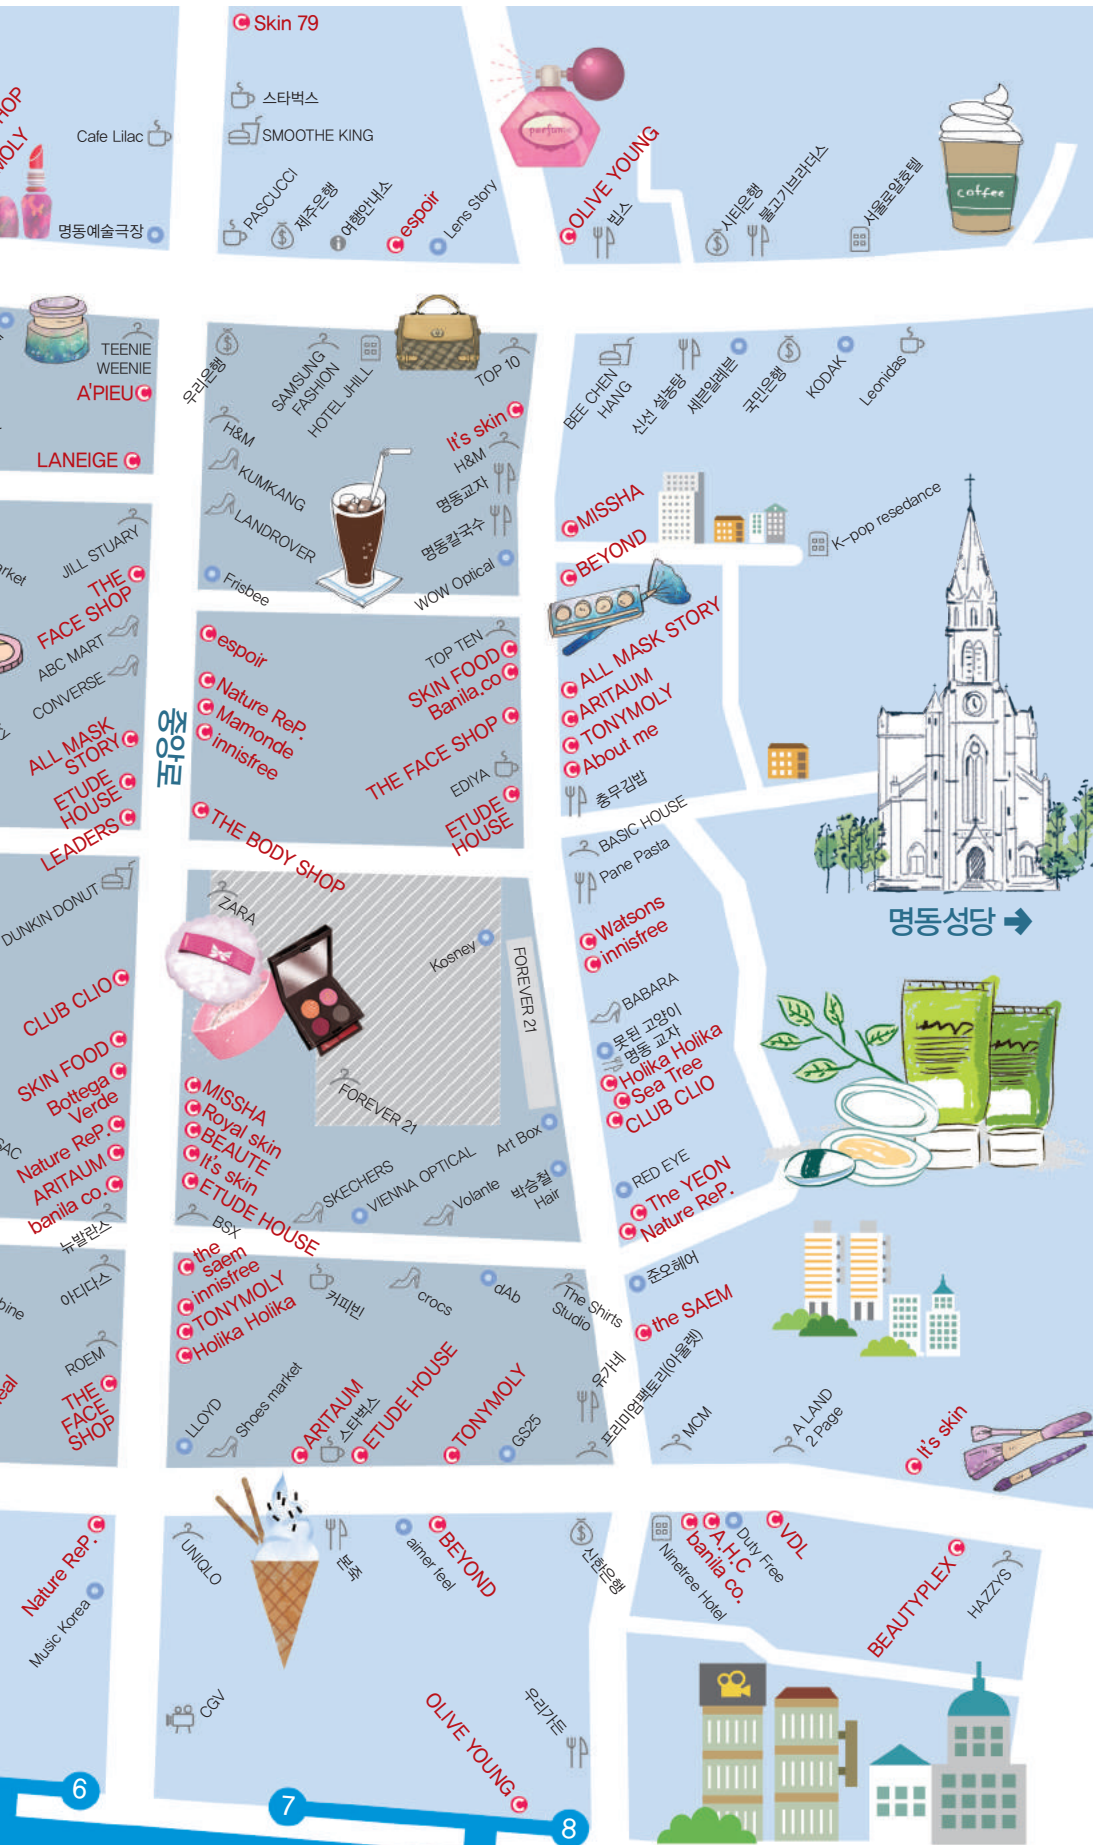 Skin 79
스타벅스
SMOOTHE KING
HOP
MOLY
Cafe Lilac
명동예술극장
PASCUCCI
제주은행
여행안내소
espoir
Lens Story
perfume
OLIVE YOUNG
빕스
시티은행
불고기브라더스
서울로얄호텔
coffee
TEENIE
WEENIE
A'PIEU
LANEIGE
우리은행
SAMSUNG
FASHION
HOTEL JHILL
TOP 10
H&M
KUMKANG
LANDROVER
Frisbee
It's skin
H&M
명동교자
명동칼국수
WOW Optical
BEE CHEN
HANG
신선 설농탕
세븐일레븐
국민은행
KODAK
Leonidas
MISSHA
BEYOND
K-pop resedance
JILL STUARY
arket
THE
FACE SHOP
ABC MART
CONVERSE
ALL MASK
STORY
ETUDE
HOUSE
LEADERS
중앙로
espoir
Nature ReP.
Mamonde
innisfree
THE BODY SHOP
TOP TEN
SKIN FOOD
Banila.co
THE FACE SHOP
EDIYA
ETUDE
HOUSE
ALL MASK STORY
ARITAUM
TONYMOLY
About me
충무김밥
BASIC HOUSE
Pane Pasta
Watsons
innisfree
BABARA
못된 고양이
명동 교자
Holika Holika
Sea Tree
CLUB CLIO
RED EYE
The YEON
Nature ReP.
명동성당
DUNKIN DONUT
CLUB CLIO
SKIN FOOD
Bottega
Verde
SAC
Nature ReP.
ARITAUM
banila co.
뉴발란스
ZARA
Kosney
FOREVER 21
FOREVER 21
MISSHA
Royal skin
BEAUTE
It's skin
ETUDE HOUSE
BSX
SKECHERS
VIENNA OPTICAL
Volante
Art Box
박승철
Hair
아디다스
bine
ROEM
eal
THE
FACE
SHOP
the
saem
innisfree
TONYMOLY
Holika Holika
커피빈
crocs
dAb
The Shirts
Studio
LLOYD
Shoes market
ARITAUM
스타벅스
ETUDE HOUSE
TONYMOLY
GS25
유가네
프리미엄팩토리(아울렛)
준오헤어
the SAEM
MCM
A LAND
2 Page
It's skin
Nature ReP.
Music Korea
UNIQLO
본죽
aimer feel
BEYOND
신한은행
Ninetree Hotel
banila co.
A.H.C
Duty Free
VDL
BEAUTYPLEX
HAZZYS
CGV
OLIVE YOUNG
우리가든
6
7
8